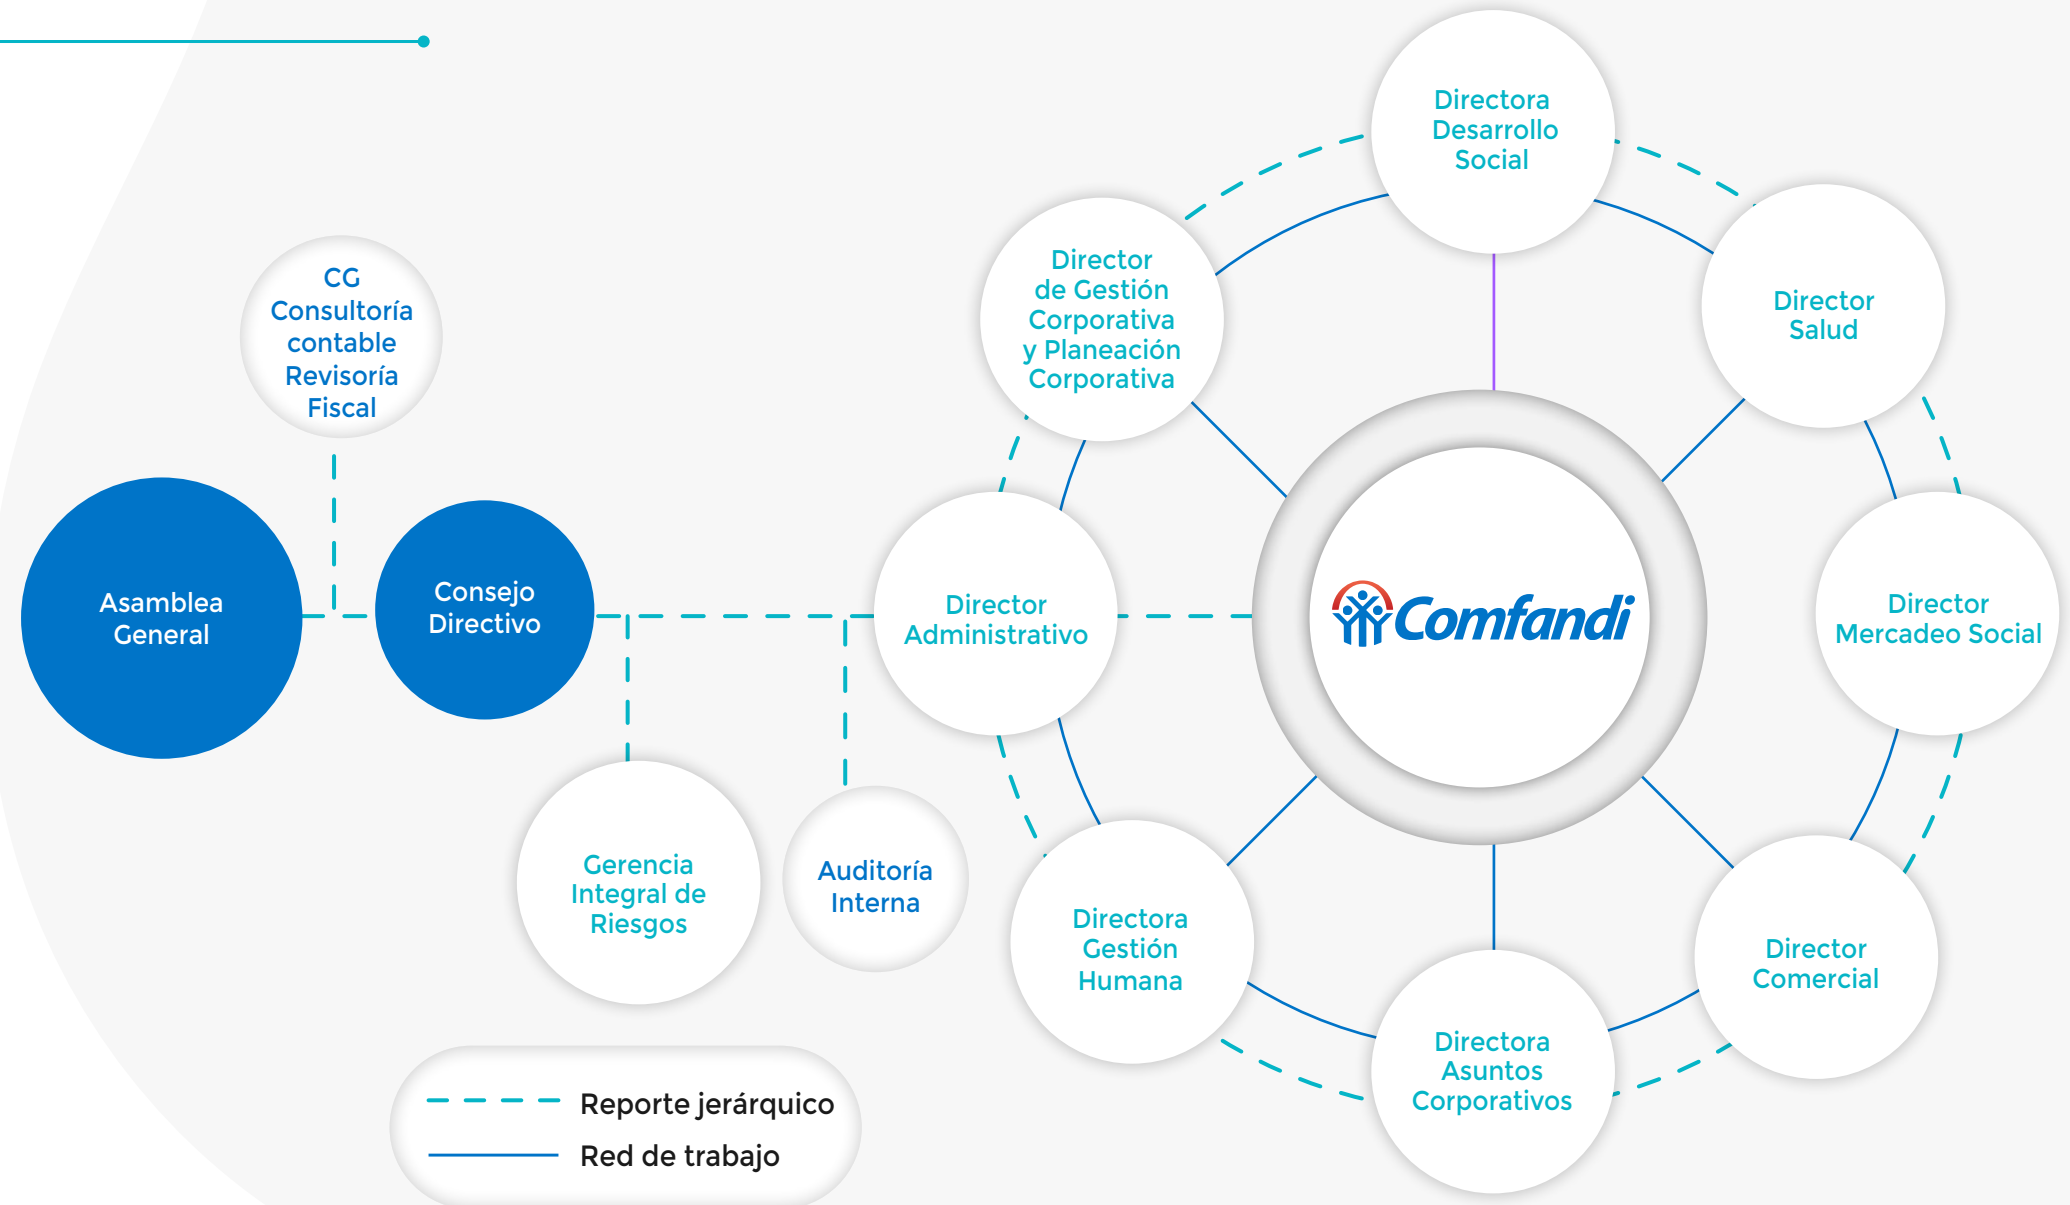 Directora
Desarrollo
Social
Director
de Gestión
Corporativa
y Planeación
Corporativa
Director
Salud
CG
Consultoría
contable
Revisoría
Fiscal
Asamblea
General
Consejo
Directivo
Director
Administrativo
Comfandi
Director
Mercadeo Social
Gerencia
Integral de
Riesgos
Auditoría
Interna
Directora
Gestión
Humana
Director
Comercial
Directora
Asuntos
Corporativos
Reporte jerárquico
Red de trabajo